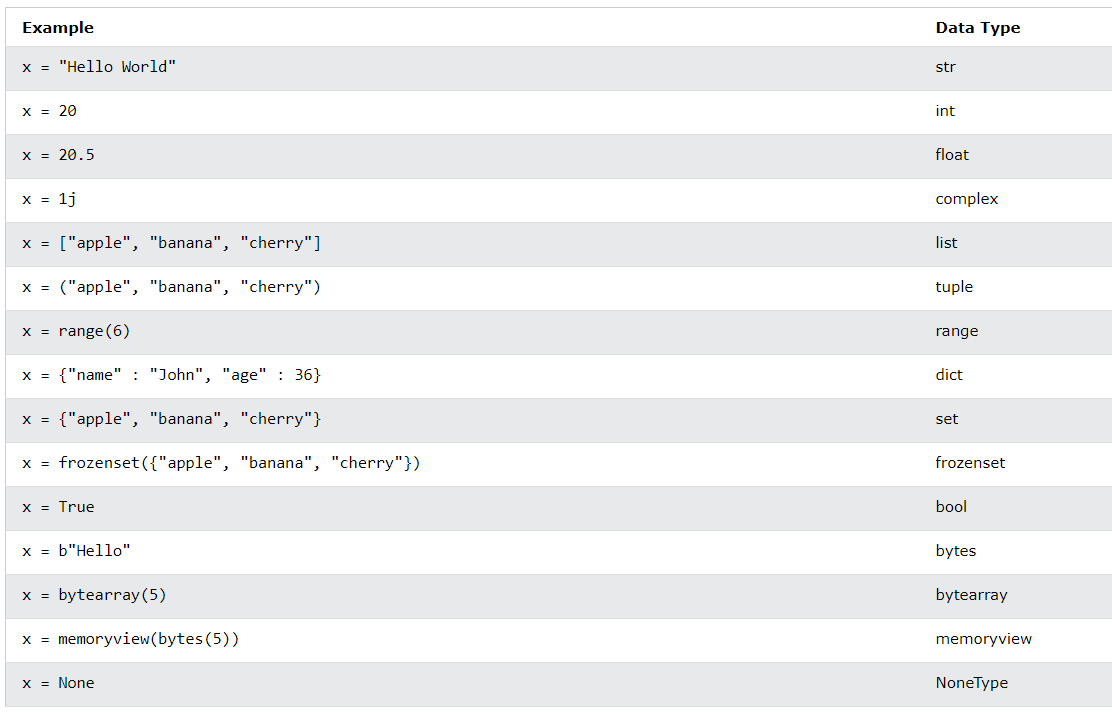 Example Data Type
x = "Hello World" str
x = 20 int
x = 20.5 float
x = 1j complex
x = ["apple", "banana", "cherry"] list
x = ("apple", "banana", "cherry") tuple
x = range(6) range
x = {"name" : "John", "age" : 36} dict
x = {"apple", "banana", "cherry"} set
x = frozenset({"apple", "banana", "cherry"}) frozenset
x = True bool
x = b"Hello" bytes
x = bytearray(5) bytearray
x = memoryview(bytes(5)) memoryview
x = None NoneType